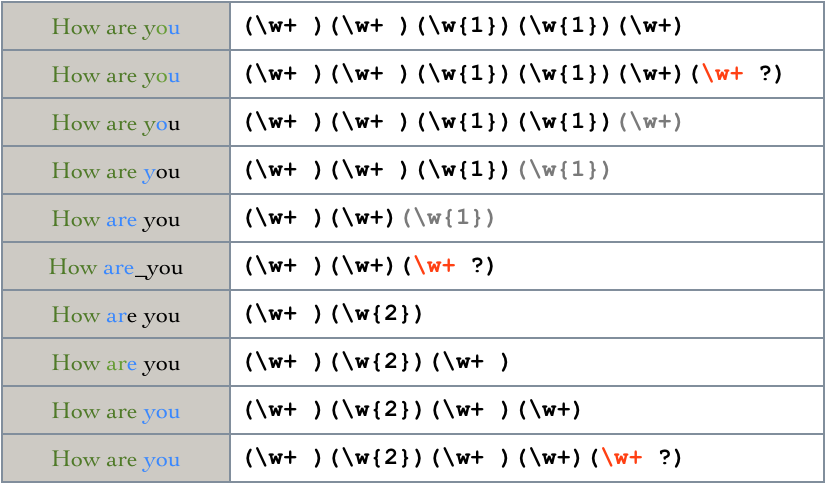 How are you (\w+ )(\w+ )(\w{1})(\w{1})(\w+)
How are you (\w+ )(\w+ )(\w{1})(\w{1})(\w+)(\w+ ?)
How are you (\w+ )(\w+ )(\w{1})(\w{1})(\w+)
How are you (\w+ )(\w+ )(\w{1})(\w{1})
How are you (\w+ )(\w+)(\w{1})
How are_you (\w+ )(\w+)(\w+ ?)
How are you (\w+ )(\w{2})
How are you (\w+ )(\w{2})(\w+ )
How are you (\w+ )(\w{2})(\w+ )(\w+)
How are you (\w+ )(\w{2})(\w+ )(\w+)(\w+ ?)